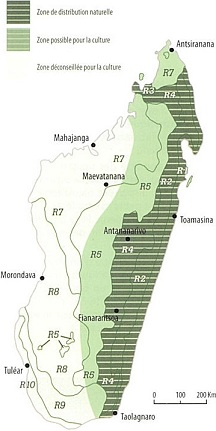 Zone de distribution naturelle
Zone possible pour la culture
Zone déconseillée pour la culture
Antsiranana
R7
R3
R4
Mahajanga
R7
Maevatanana
R1
R5
R2
R7
Toamasina
Antananarivo
R4
Morondava
R8
R2
Fianarantsoa
R5
Tuléar
R8
R5
R4
R10
R9
Taolagnaro
0 100 200 Km